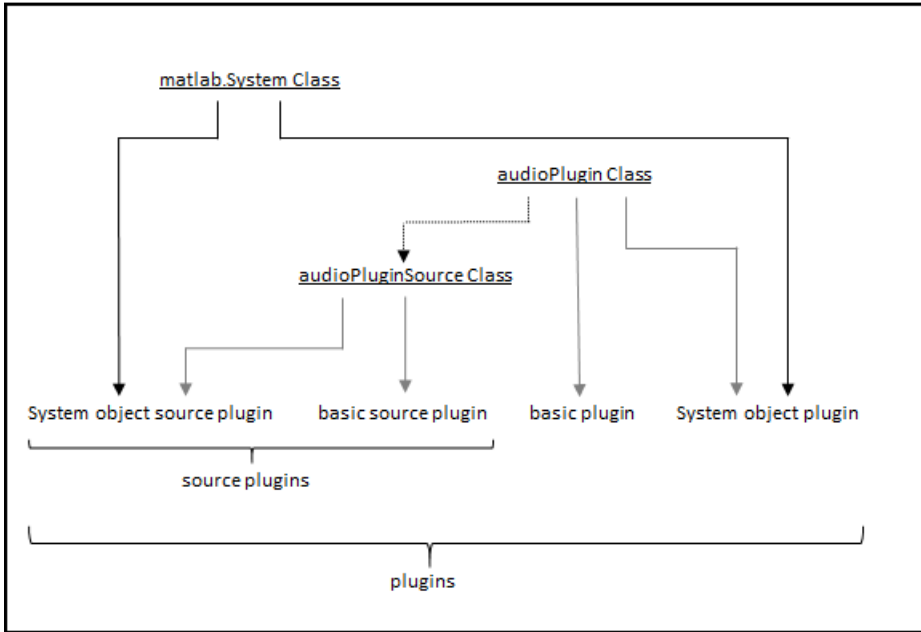 matlab.System Class
audioPlugin Class
audioPluginSource Class
System object source plugin
basic source plugin
basic plugin
System object plugin
source plugins
plugins